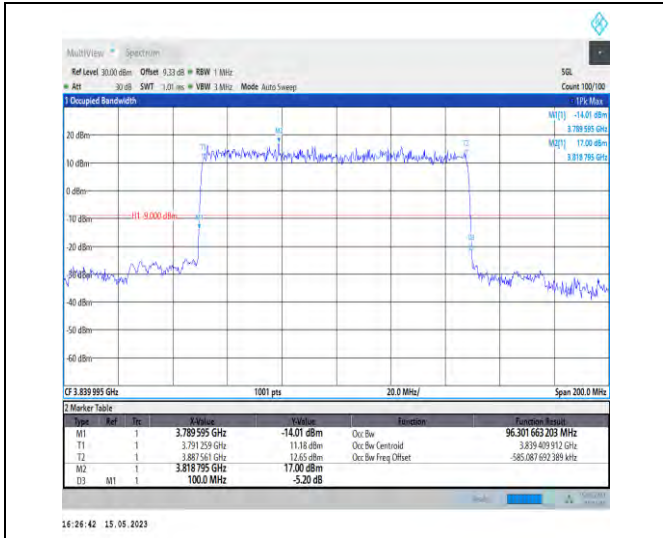 MultiView Spectrum
Ref Level 30.00 dBm Offset 9.33 dB RBW 1 MHz SGL
Att 30 dB SWT 1.01 ms VBW 3 MHz Mode Auto Sweep Count 100/100
1 Occupied Bandwidth 1Pk Max
M1[1] -14.01 dBm
3.789 595 GHz
M2[1] 17.00 dBm
3.818 795 GHz
20 dBm
10 dBm
0 dBm
-10 dBm
H1 -9.000 dBm
-20 dBm
-30 dBm
-40 dBm
-50 dBm
-60 dBm
M2
T1
T2
M1
D3
CF 3.839 995 GHz 1001 pts 20.0 MHz/ Span 200.0 MHz
2 Marker Table
Type Ref Trc X-Value Y-Value Function Function Result
M1 1 3.789 595 GHz -14.01 dBm Occ Bw 96.301 663 203 MHz
T1 1 3.791 259 GHz 11.18 dBm Occ Bw Centroid 3.839 409 912 GHz
T2 1 3.887 561 GHz 12.65 dBm Occ Bw Freq Offset -585.087 692 389 kHz
M2 1 3.818 795 GHz 17.00 dBm
D3 M1 1 100.0 MHz -5.20 dB
16:26:42 15.05.2023